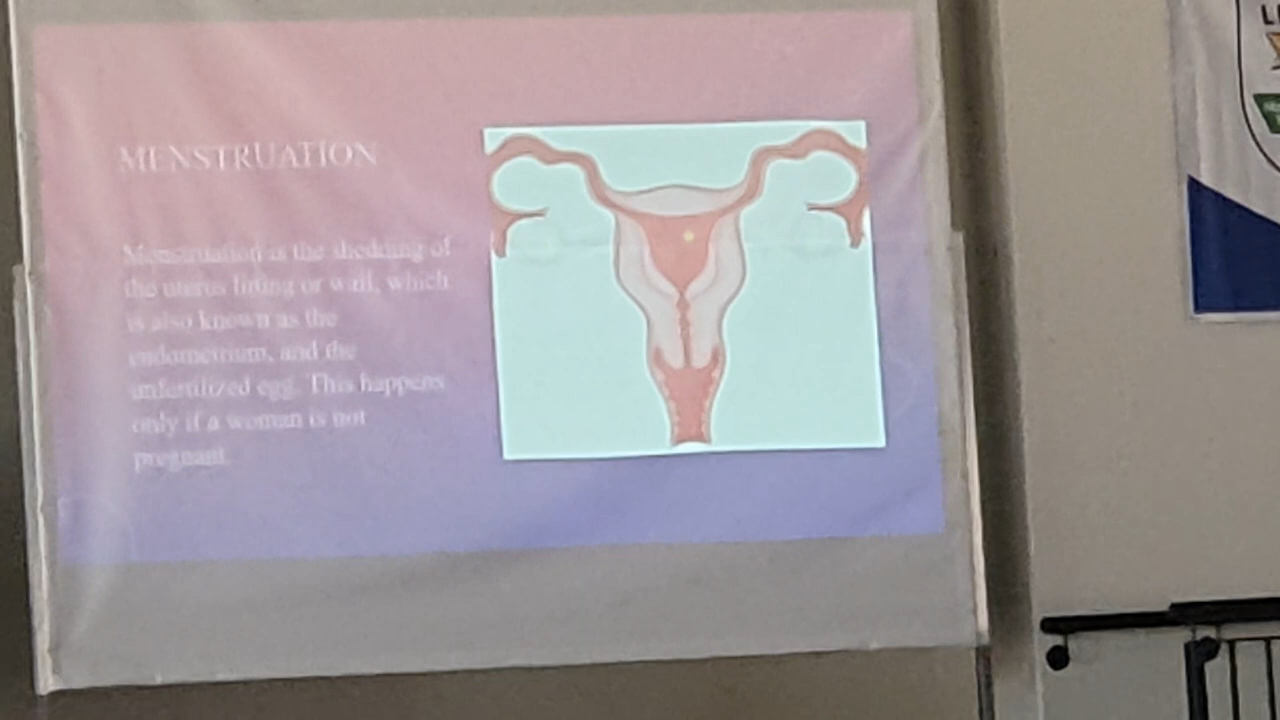 MENSTRUATION
Menstruation is the shedding of
the uterus lining or wall, which
is also known as the
endometrium, and the
unfertilized egg. This happens
only if a woman is not
pregnant.